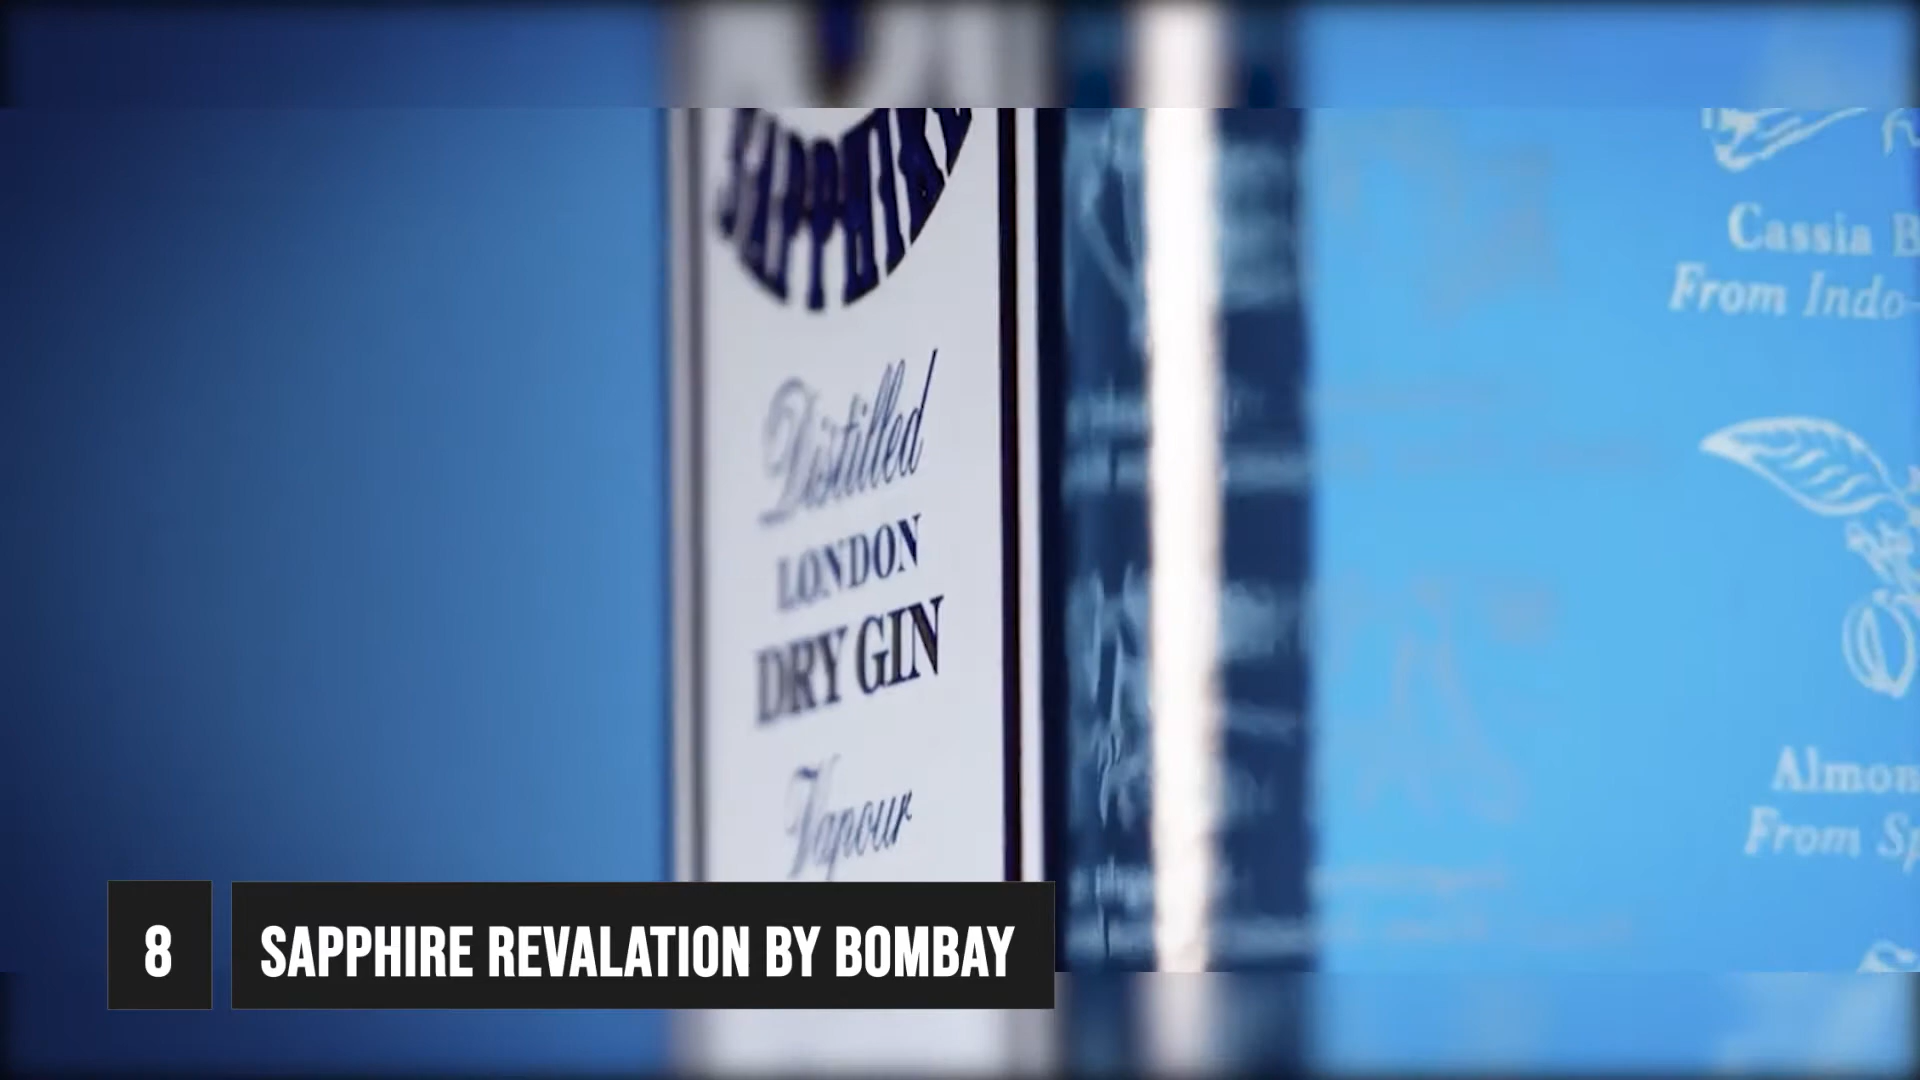 SAPPHIRE
Distilled
LONDON
DRY GIN
Vapour
Cassia B
From Indo-
Almon
From Sp
8
SAPPHIRE REVALATION BY BOMBAY